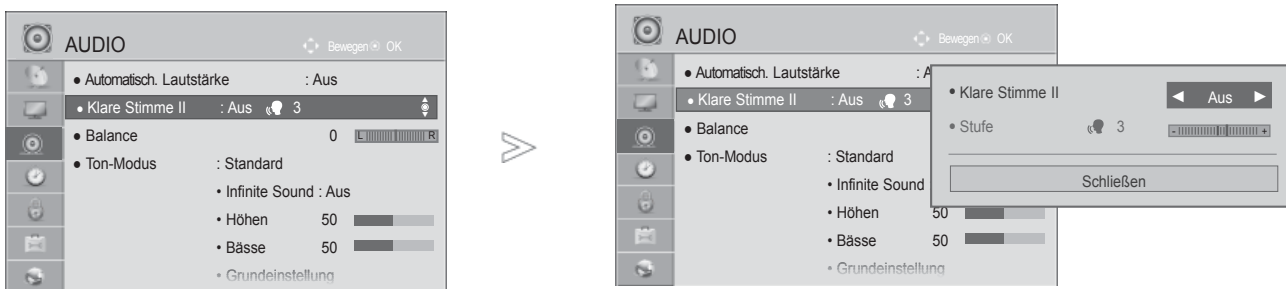 AUDIO
Bewegen OK
• Automatisch. Lautstärke : Aus
• Klare Stimme II : Aus 3
• Balance 0 L R
• Ton-Modus : Standard
• Infinite Sound : Aus
• Höhen 50
• Bässe 50
• Grundeinstellung
AUDIO
Bewegen OK
• Automatisch. Lautstärke : A
• Klare Stimme II : Aus 3
• Balance
• Ton-Modus : Standard
• Infinite Sound
• Höhen 50
• Bässe 50
• Grundeinstellung
• Klare Stimme II ◀ Aus ▶
• Stufe 3 - +
Schließen